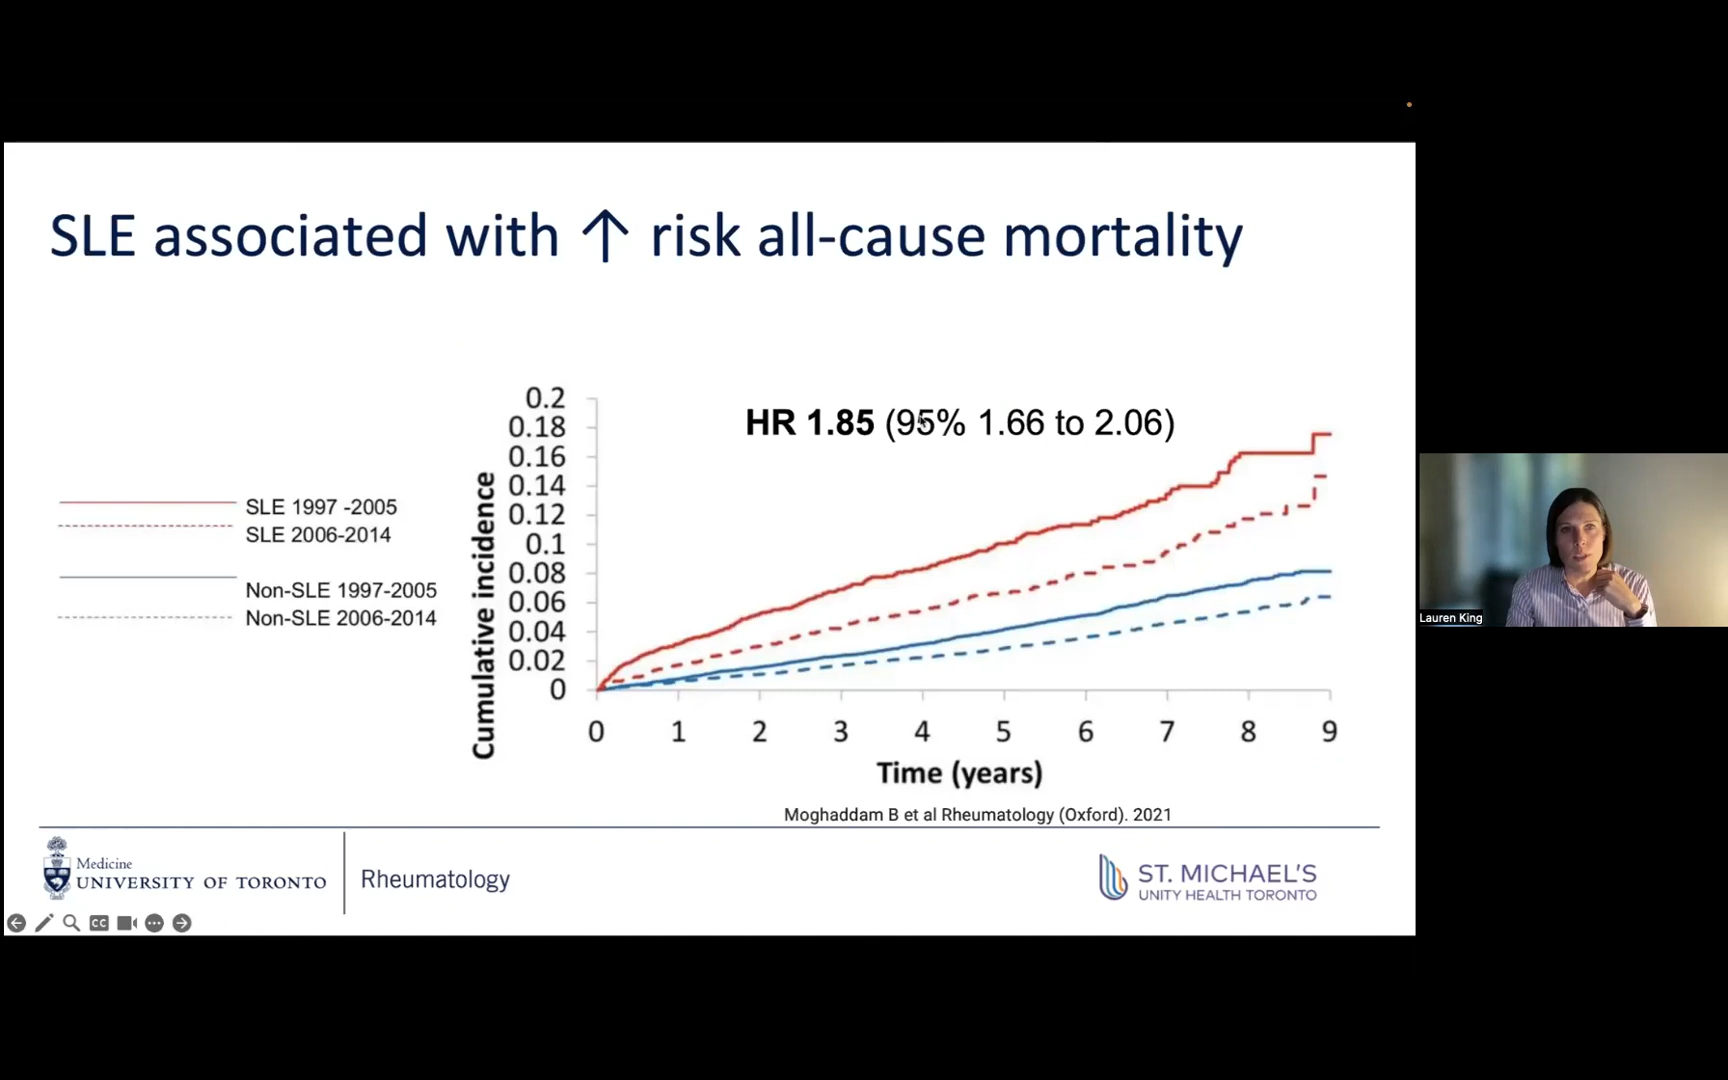 SLE associated with ↑ risk all-cause mortality
HR 1.85 (95% 1.66 to 2.06)
SLE 1997 -2005
SLE 2006-2014
Non-SLE 1997-2005
Non-SLE 2006-2014
Cumulative incidence
0.2
0.18
0.16
0.14
0.12
0.1
0.08
0.06
0.04
0.02
0
0 1 2 3 4 5 6 7 8 9
Time (years)
Moghaddam B et al Rheumatology (Oxford). 2021
Medicine
UNIVERSITY OF TORONTO
Rheumatology
ST. MICHAEL'S
UNITY HEALTH TORONTO
CC
Lauren King